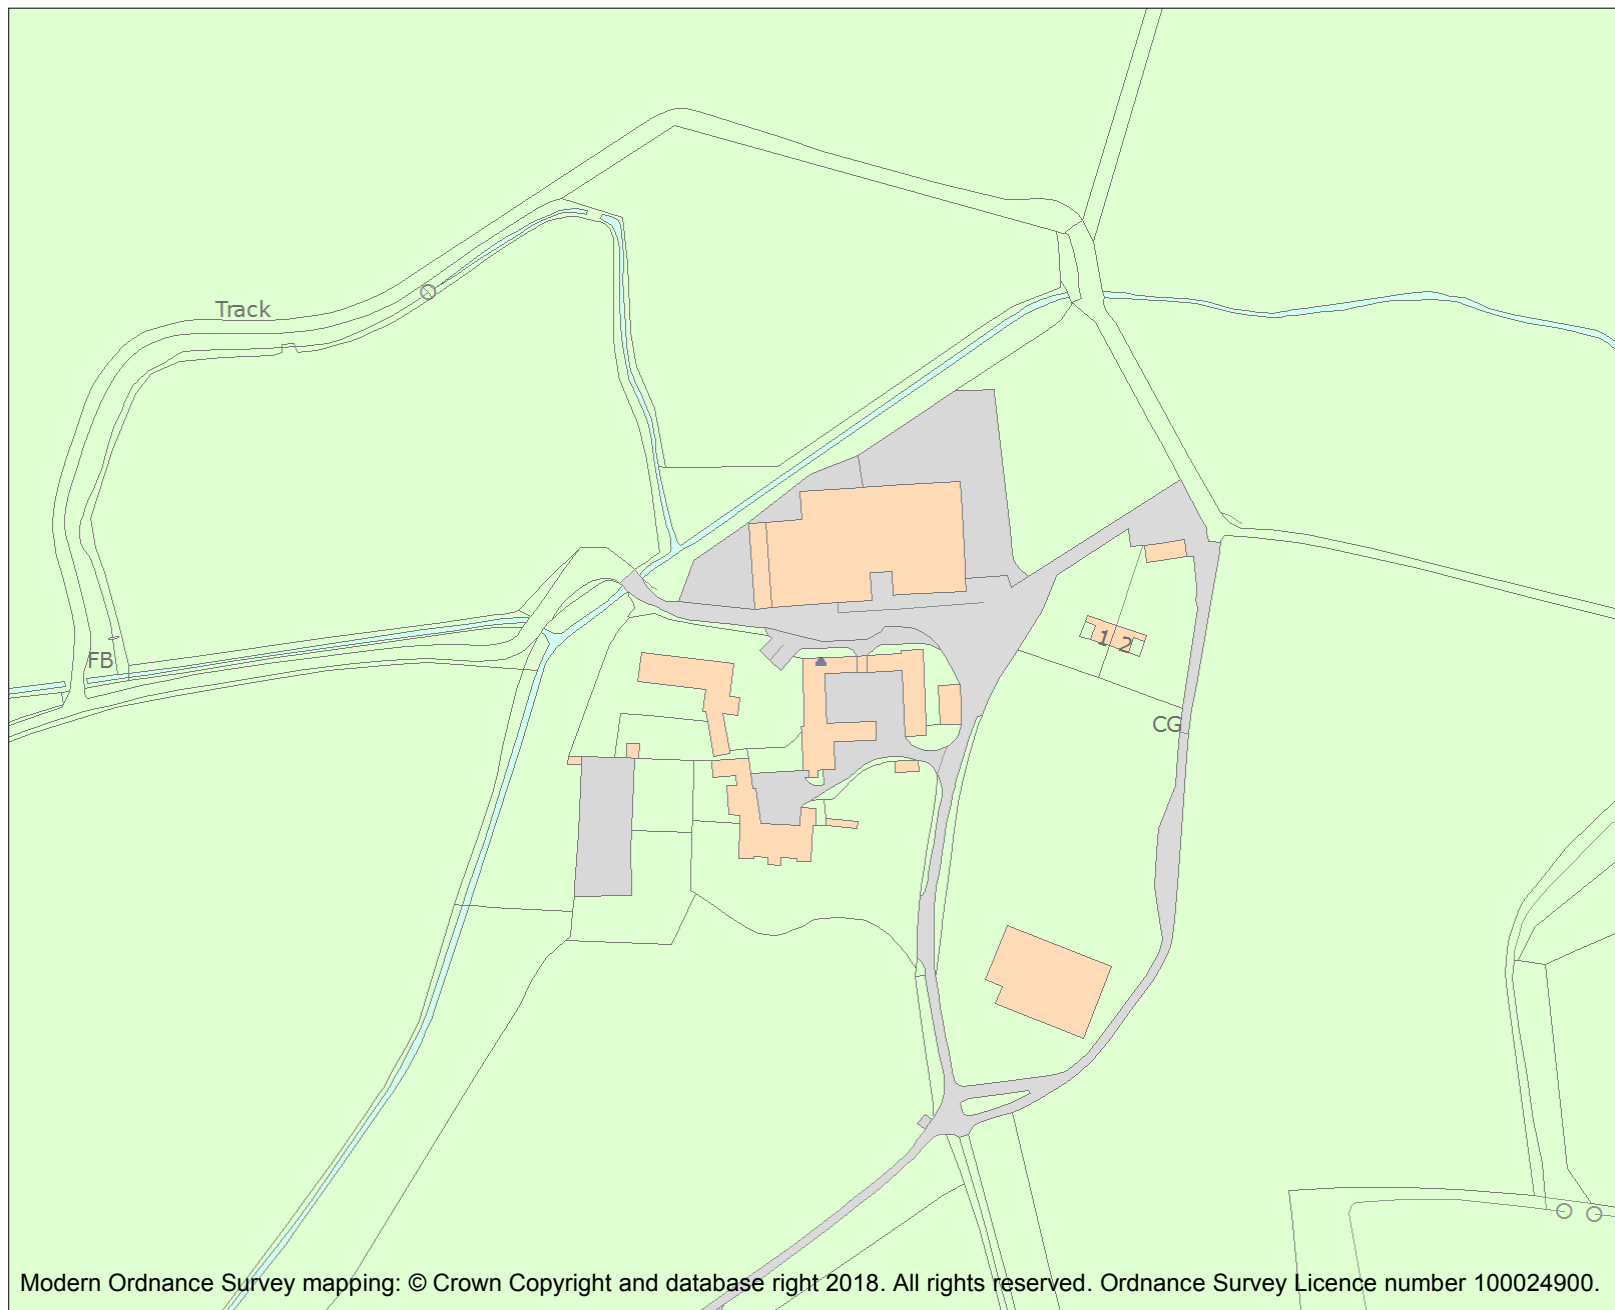 Track
FB
1 2
CG
Modern Ordnance Survey mapping: © Crown Copyright and database right 2018. All rights reserved. Ordnance Survey Licence number 100024900.